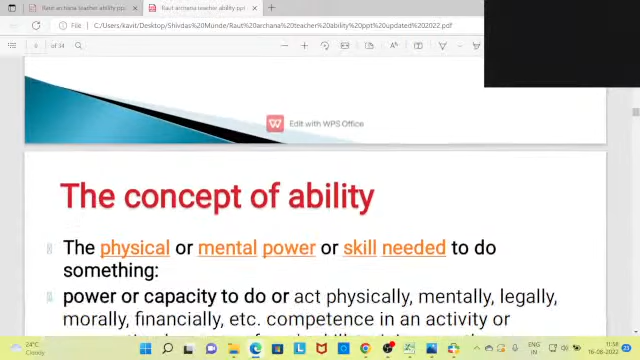 Raut archana teacher ability ppt
Raut archana teacher ability ppt
File
C:/Users/kavit/Desktop/Shivdas%20Munde/Raut%20archana%20teacher%20ability%20ppt%20updated%202022.pdf
of 34
Edit with WPS Office
The concept of ability
The physical or mental power or skill needed to do
something:
power or capacity to do or act physically, mentally, legally,
morally, financially, etc. competence in an activity or
24°C
Cloudy
ENG
IN
11:58
16-08-2022